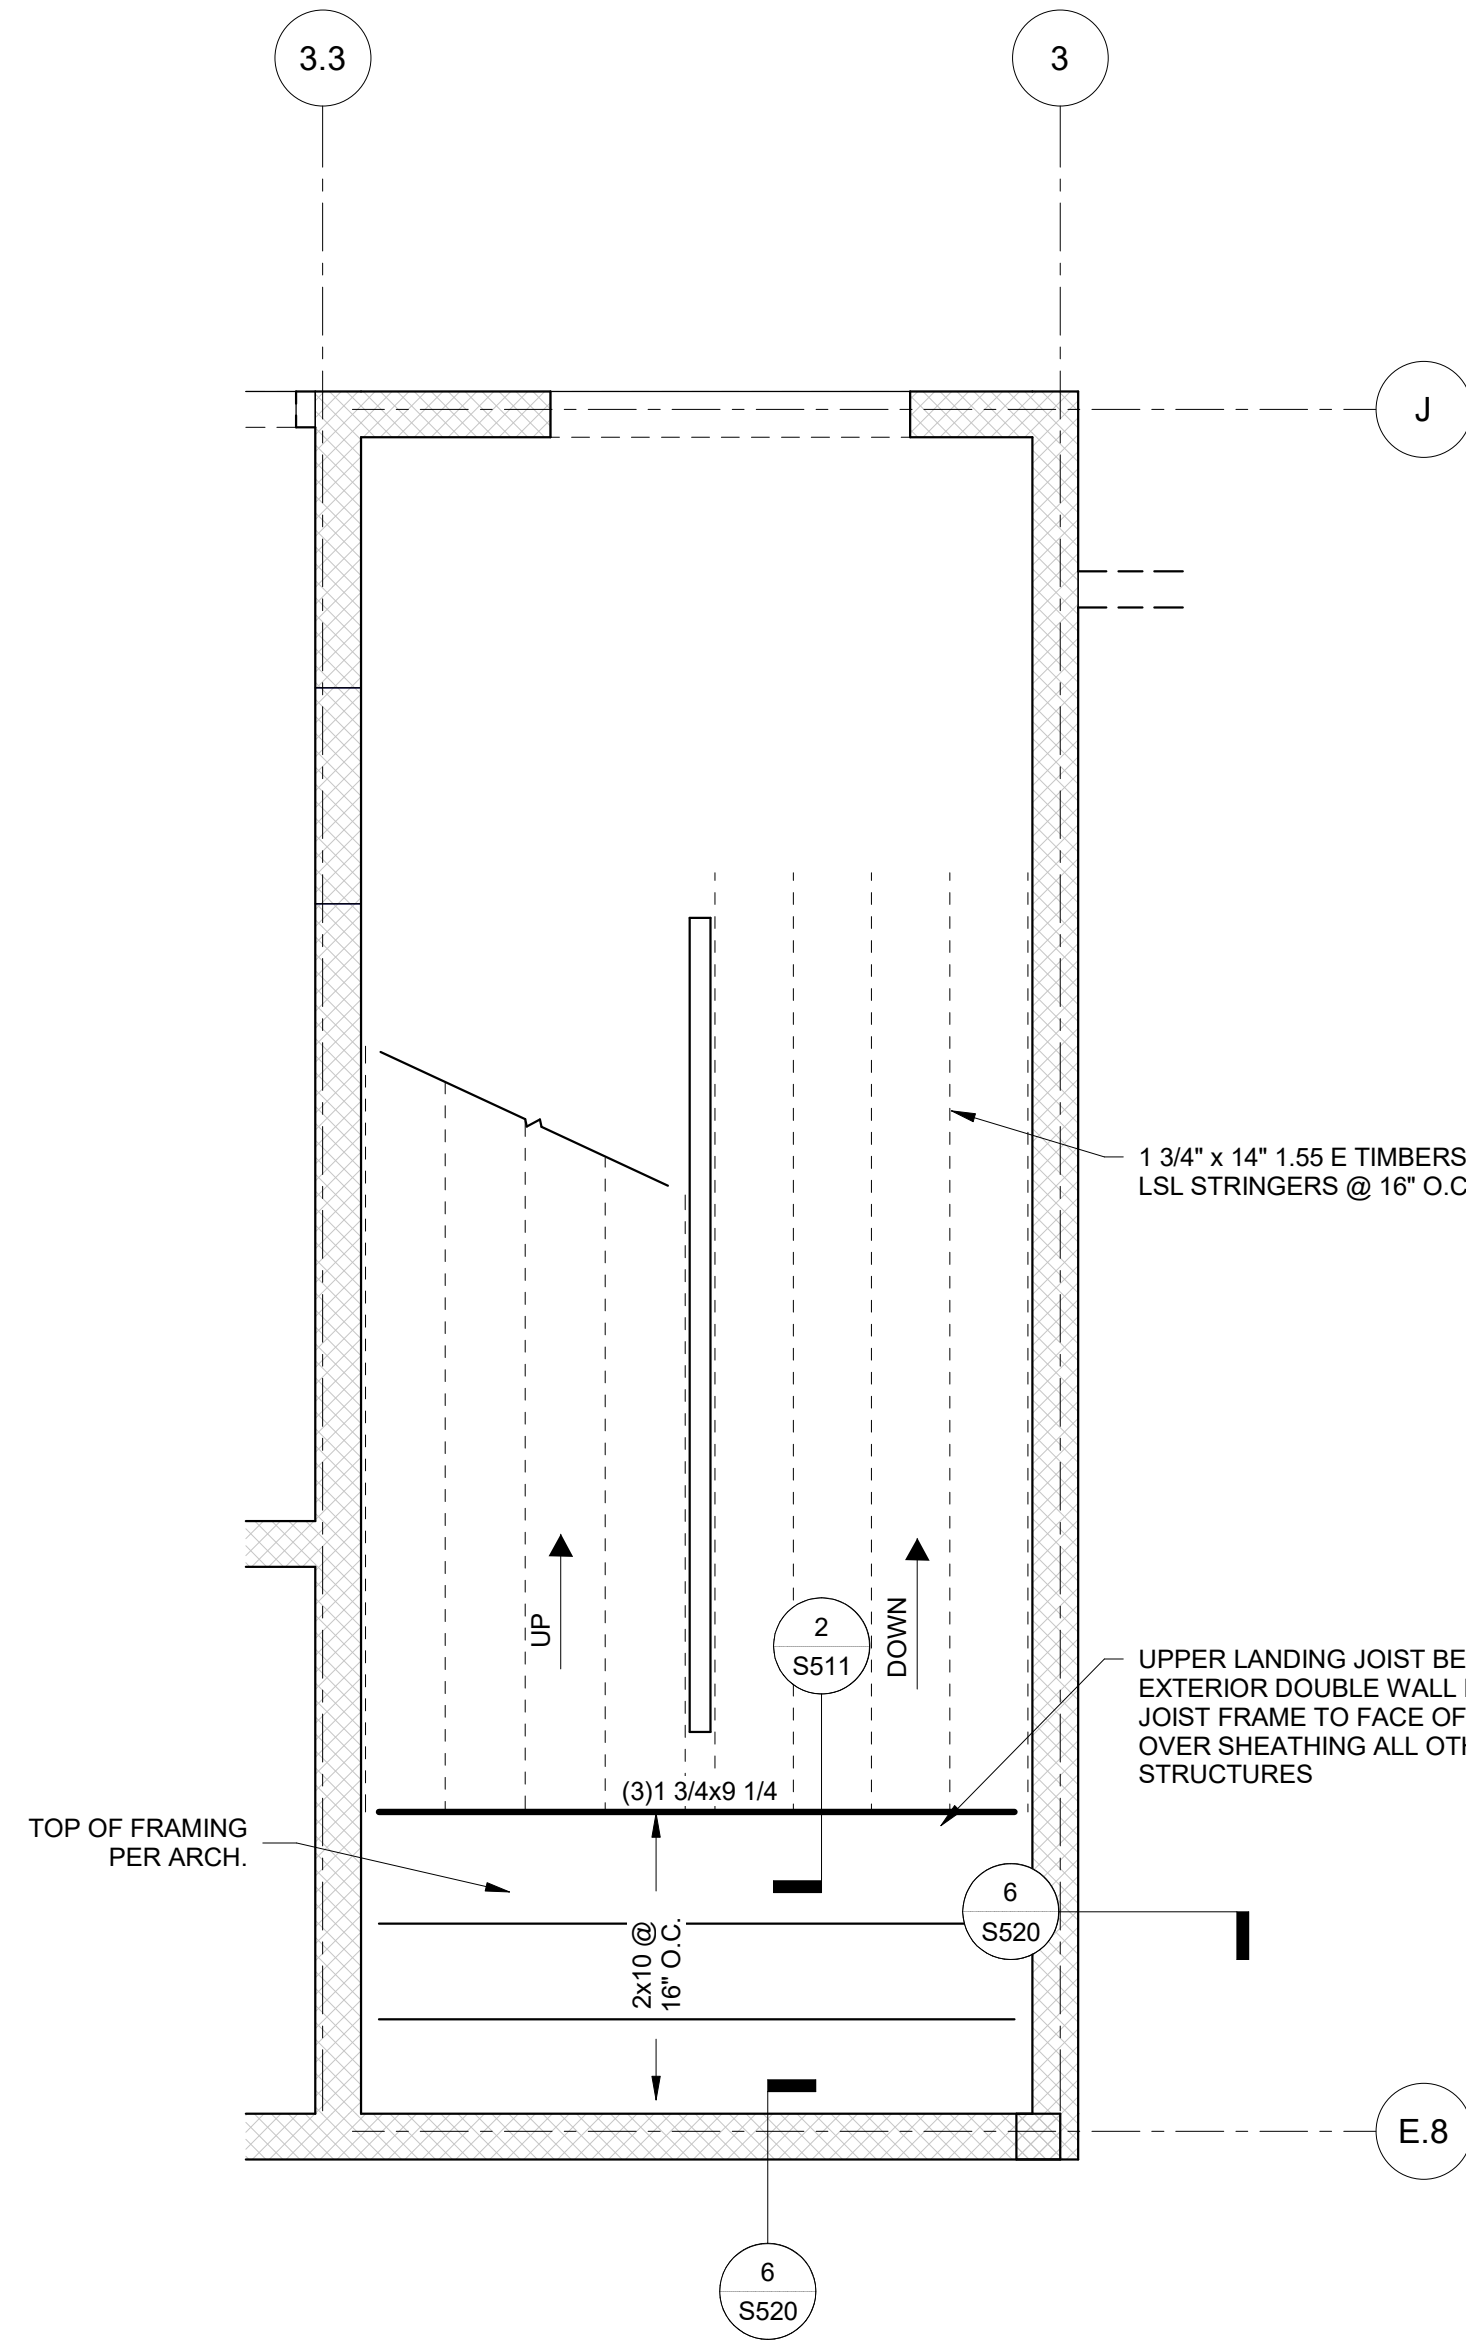 3.3
3
J
1 3/4" x 14" 1.55 E TIMBERS
LSL STRINGERS @ 16" O.C
UP
DOWN
2
S511
UPPER LANDING JOIST BE
EXTERIOR DOUBLE WALL
JOIST FRAME TO FACE OF
OVER SHEATHING ALL OTH
STRUCTURES
(3)1 3/4x9 1/4
TOP OF FRAMING
PER ARCH.
6
S520
2x10 @
16" O.C.
E.8
6
S520